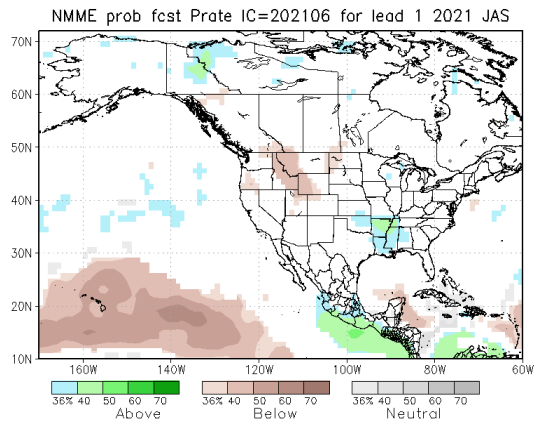 NMME prob fcst Prate IC=202106 for lead 1 2021 JAS
70N
60N
50N
40N
30N
20N
10N
160W 140W 120W 100W 80W 60W
36% 40 50 60 70 36% 40 50 60 70 36% 40 50 60 70
Above Below Neutral